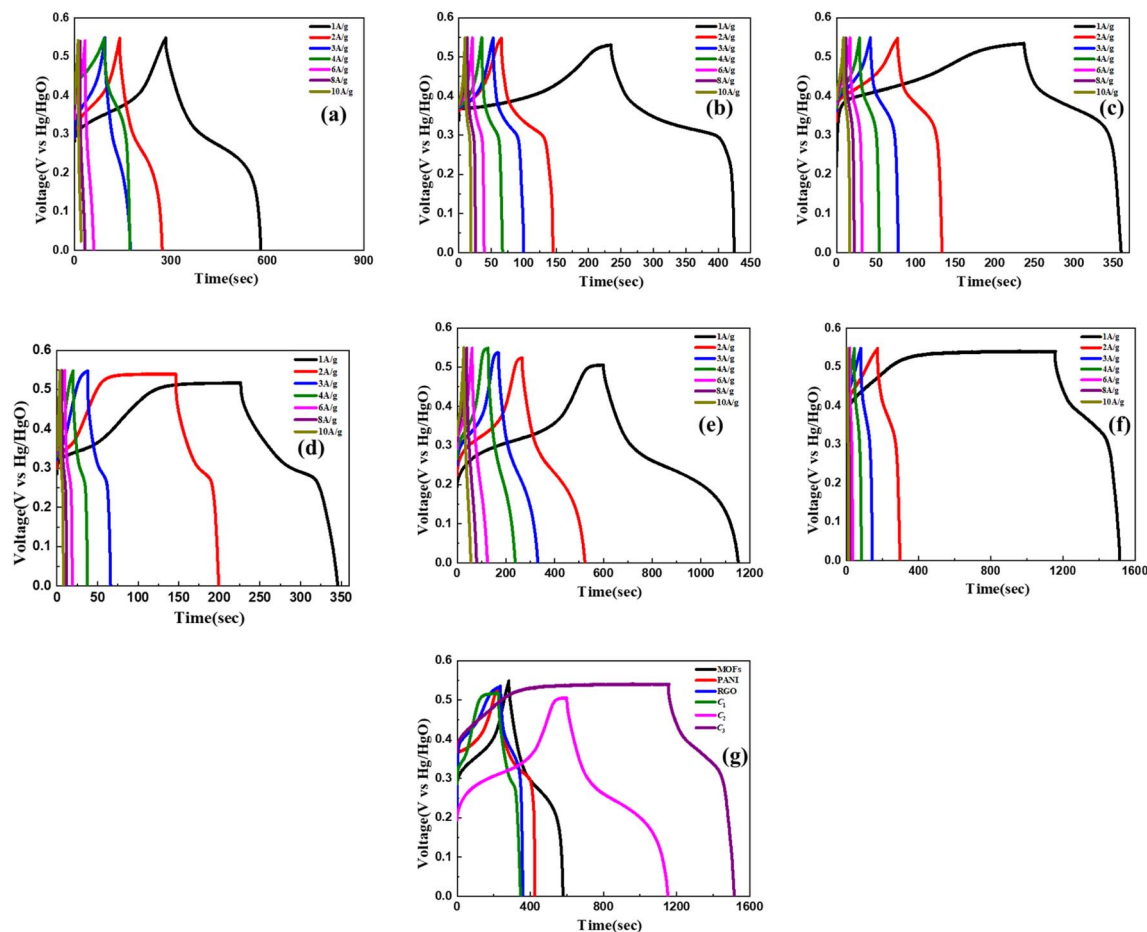 0.6
0.5
0.4
0.3
0.2
0.1
0.0
Voltage(V vs Hg/HgO)
1A/g
2A/g
3A/g
4A/g
6A/g
8A/g
10A/g
(a)
0 300 600 900
Time(sec)
0.6
0.5
0.4
0.3
0.2
0.1
0.0
Voltage(V vs Hg/HgO)
1A/g
2A/g
3A/g
4A/g
6A/g
8A/g
10A/g
(b)
0 50 100 150 200 250 300 350 400 450
Time(sec)
0.6
0.5
0.4
0.3
0.2
0.1
0.0
Voltage(V vs Hg/HgO)
1A/g
2A/g
3A/g
4A/g
6A/g
8A/g
10A/g
(c)
0 50 100 150 200 250 300 350
Time(sec)
0.6
0.5
0.4
0.3
0.2
0.1
0.0
Voltage(V vs Hg/HgO)
1A/g
2A/g
3A/g
4A/g
6A/g
8A/g
10A/g
(d)
0 50 100 150 200 250 300 350
Time(sec)
0.6
0.5
0.4
0.3
0.2
0.1
0.0
Voltage(V vs Hg/HgO)
1A/g
2A/g
3A/g
4A/g
6A/g
8A/g
10A/g
(e)
0 200 400 600 800 1000 1200
Time(sec)
0.6
0.5
0.4
0.3
0.2
0.1
0.0
Voltage(V vs Hg/HgO)
1A/g
2A/g
3A/g
4A/g
6A/g
8A/g
10A/g
(f)
0 400 800 1200 1600
Time(sec)
0.6
0.5
0.4
0.3
0.2
0.1
0.0
Voltage(V vs Hg/HgO)
MOFs
PANI
RGO
C₁
C₂
C₃
(g)
0 400 800 1200 1600
Time(sec)